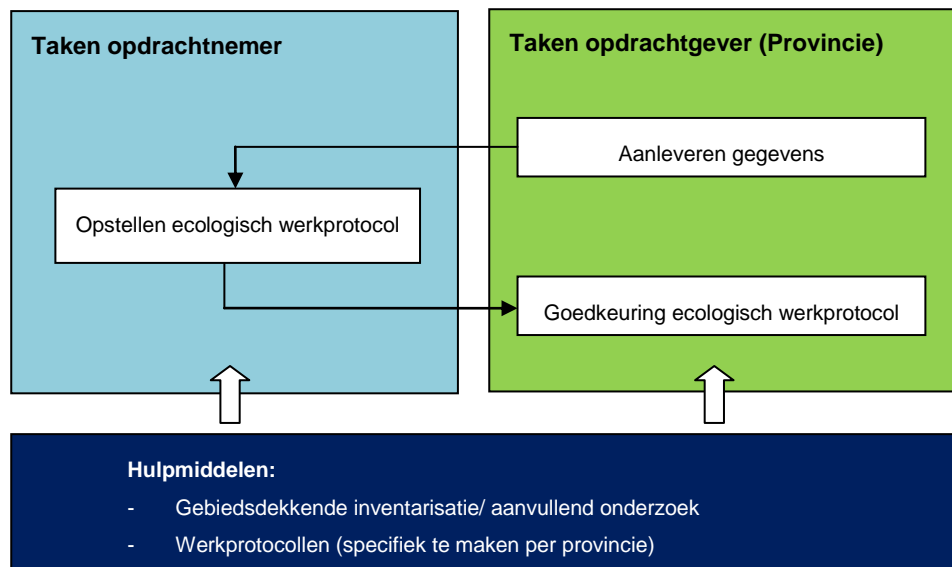 Taken opdrachtnemer
Taken opdrachtgever (Provincie)
Aanleveren gegevens
Opstellen ecologisch werkprotocol
Goedkeuring ecologisch werkprotocol
Hulpmiddelen:
- Gebiedsdekkende inventarisatie/ aanvullend onderzoek
- Werkprotocollen (specifiek te maken per provincie)